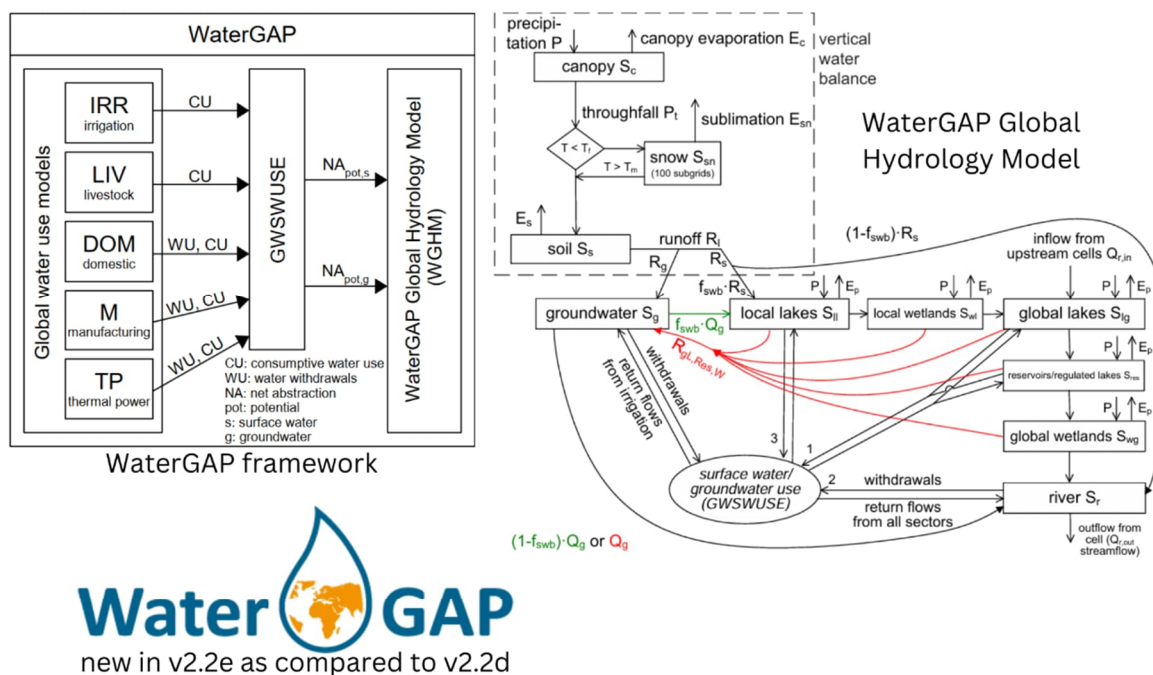 WaterGAP
Global water use models
IRR
irrigation
CU
LIV
livestock
CU
DOM
domestic
WU, CU
M
manufacturing
WU, CU
TP
thermal power
WU, CU
GWSWUSE
NApot,s
NApot,g
WaterGAP Global Hydrology Model
(WGHM)
CU: consumptive water use
WU: water withdrawals
NA: net abstraction
pot: potential
s: surface water
g: groundwater
WaterGAP framework
precipi-
tation P
canopy evaporation Ec
vertical
water
balance
canopy Sc
throughfall Pt
sublimation Esn
T < Tf
snow Ssn
(100 subgrids)
T > Tm
Es
soil Ss
runoff Rl
Rg
Rs
WaterGAP Global
Hydrology Model
(1-fswb)·Rs
inflow from
upstream cells Qr,in
fswb·Rs
P
Ep
P
Ep
P
Ep
groundwater Sg
fswb·Qg
local lakes Sll
local wetlands Swl
global lakes Slg
Rgl,Res,W
P
Ep
reservoirs/regulated lakes Sres
P
Ep
global wetlands Swg
withdrawals
return flows
from irrigation
3
1
2
surface water/
groundwater use
(GWSWUSE)
withdrawals
return flows
from all sectors
river Sr
outflow from
cell (Qr,out
streamflow)
(1-fswb)·Qg or Qg
Water GAP
new in v2.2e as compared to v2.2d